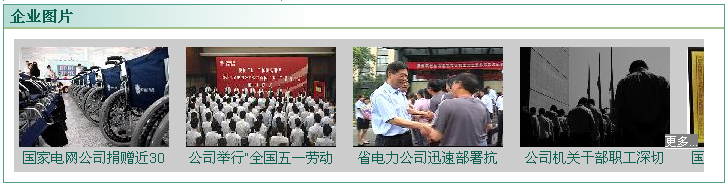 企业图片
更多...
国家电网公司捐赠近30
公司举行“全国五一劳动
省电力公司迅速部署抗
公司机关干部职工深切
国